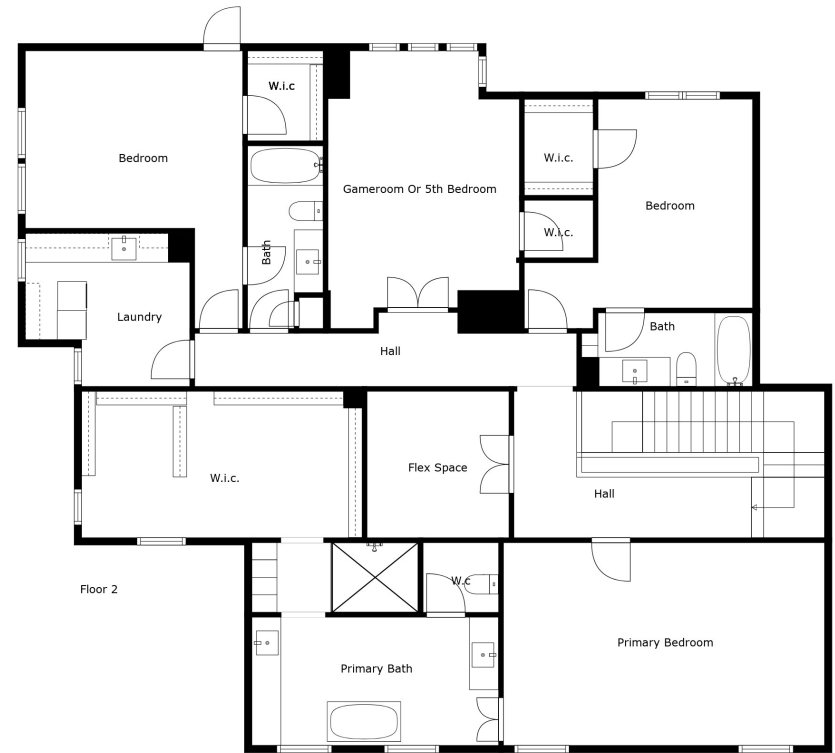 W.i.c
Bedroom
W.i.c.
Gameroom Or 5th Bedroom
Bedroom
W.i.c.
Bath
Laundry
Bath
Hall
Flex Space
W.i.c.
Hall
W.c
Floor 2
Primary Bedroom
Primary Bath